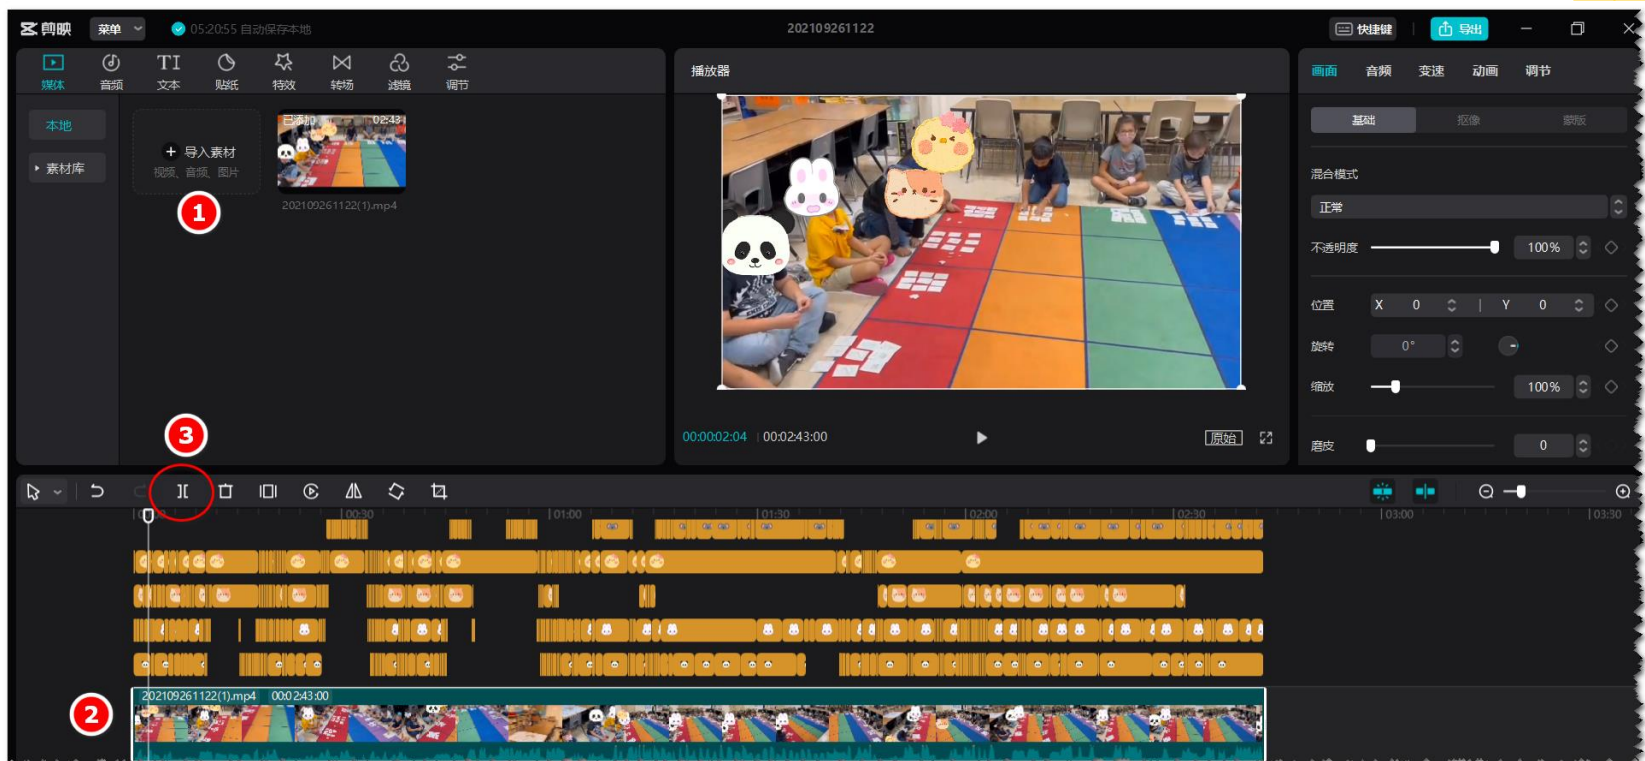 剪映 菜单 05:20:55 自动保存本地 202109261122 快捷键 导出
媒体 音频 TI 文本 贴纸 特效 转场 滤镜 调节
播放器
画面 音频 变速 动画 调节
本地
素材库
导入素材
视频、音频、图片
已添加 02:43
202109261122(1).mp4
1
基础 抠像 蒙版
混合模式
正常
不透明度 100%
位置 X 0 Y 0
旋转 0°
缩放 100%
磨皮 0
00:00:02:04 00:02:43:00 原始
3
00:30 01:00 01:30 02:00 02:30 03:00 03:30
2
202109261122(1).mp4 00:02:43:00